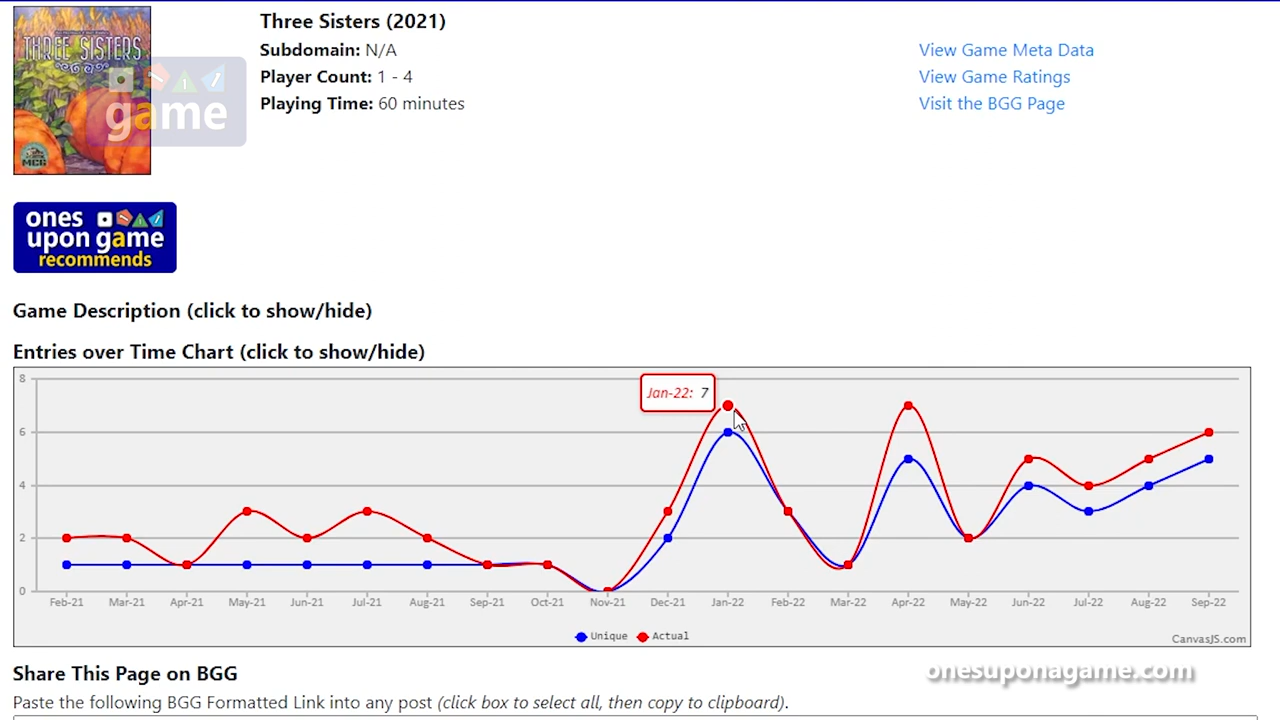 THREE SISTERS
MEG
game
Three Sisters (2021)
Subdomain: N/A
Player Count: 1 - 4
Playing Time: 60 minutes
View Game Meta Data
View Game Ratings
Visit the BGG Page
ones
upon game
recommends
Game Description (click to show/hide)
Entries over Time Chart (click to show/hide)
8
6
4
2
0
Jan-22: 7
Feb-21 Mar-21 Apr-21 May-21 Jun-21 Jul-21 Aug-21 Sep-21 Oct-21 Nov-21 Dec-21 Jan-22 Feb-22 Mar-22 Apr-22 May-22 Jun-22 Jul-22 Aug-22 Sep-22
Unique Actual
CanvasJS.com
Share This Page on BGG
onesuponagame.com
Paste the following BGG Formatted Link into any post (click box to select all, then copy to clipboard).